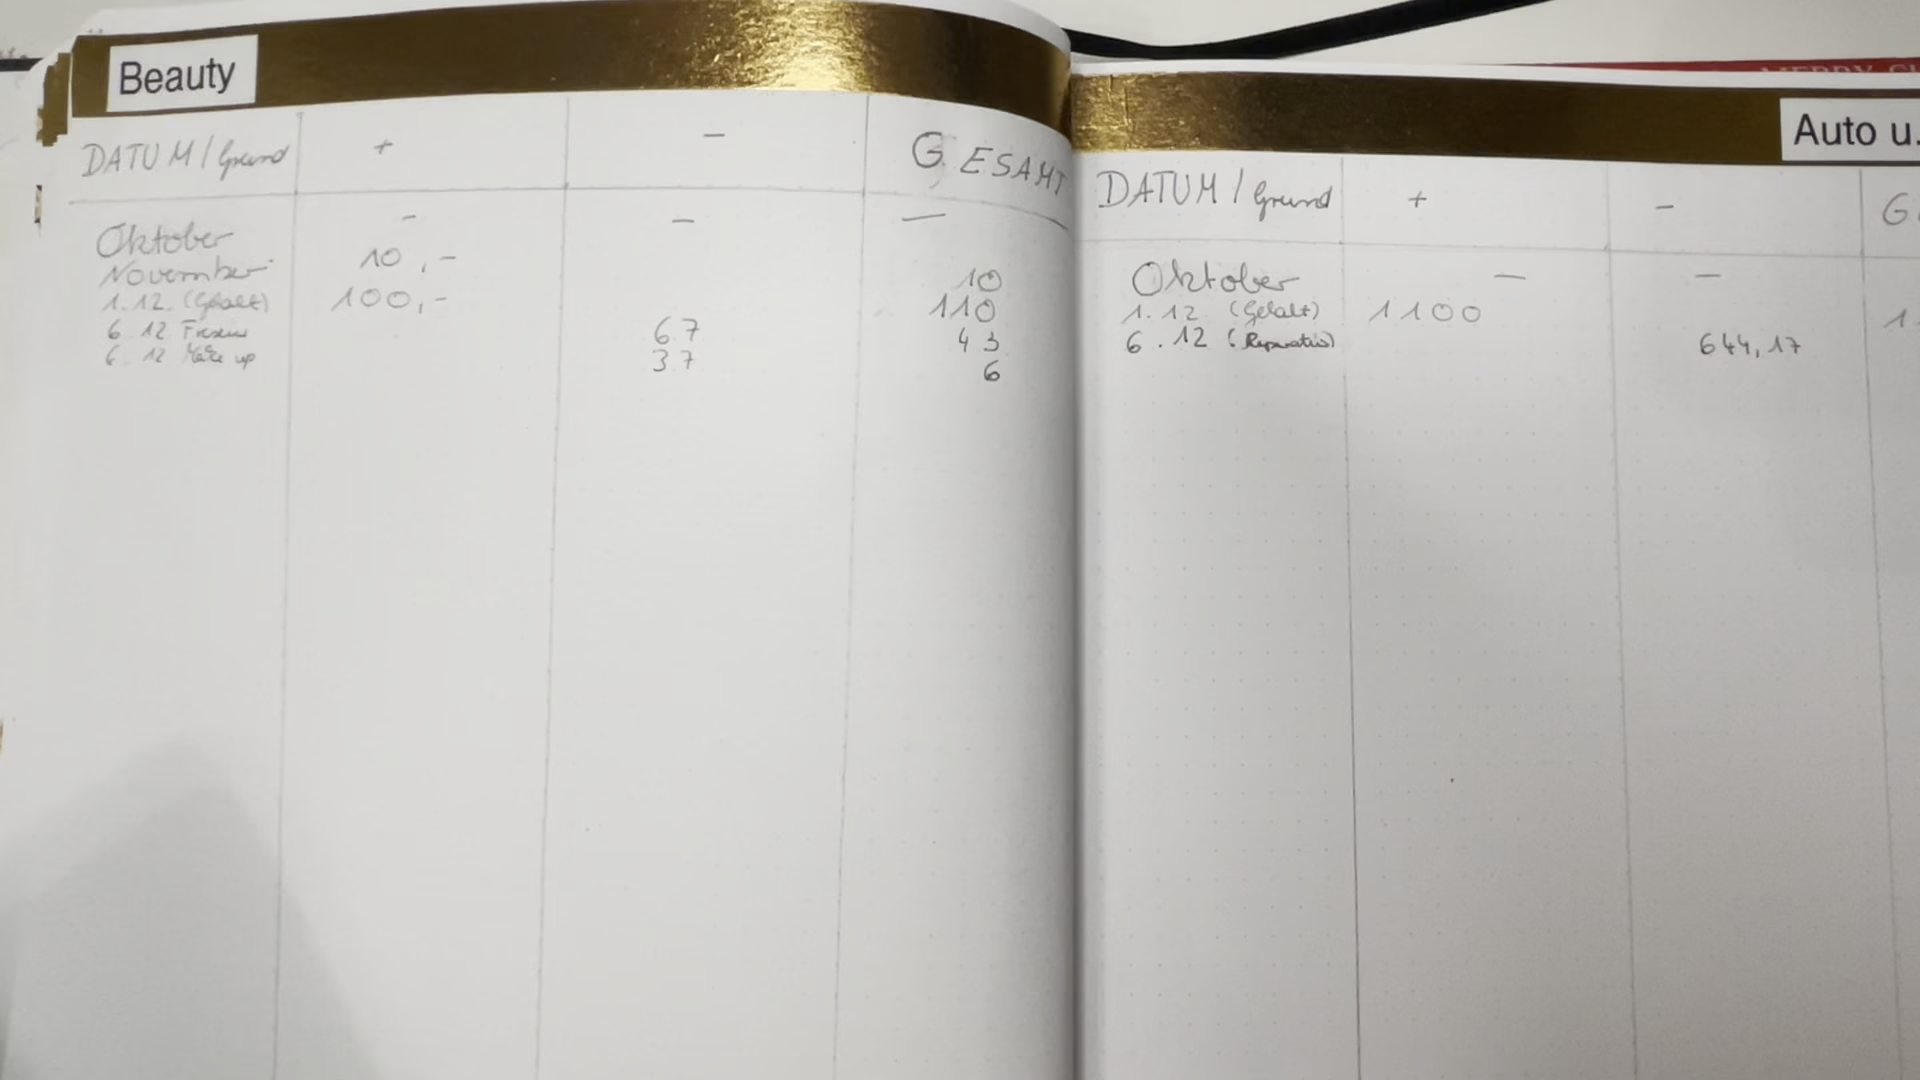 Beauty
DATUM / Grund + - GESAMT
Oktober - - -
November 10,- 10
1.12. (Gehalt) 100,- 110
6.12 Friseur 67 43
6.12 Make up 37 6
Auto u.
DATUM / Grund + - G
Oktober - -
1.12 (Gehalt) 1100 1.
6.12 (Reparatur) 644,17